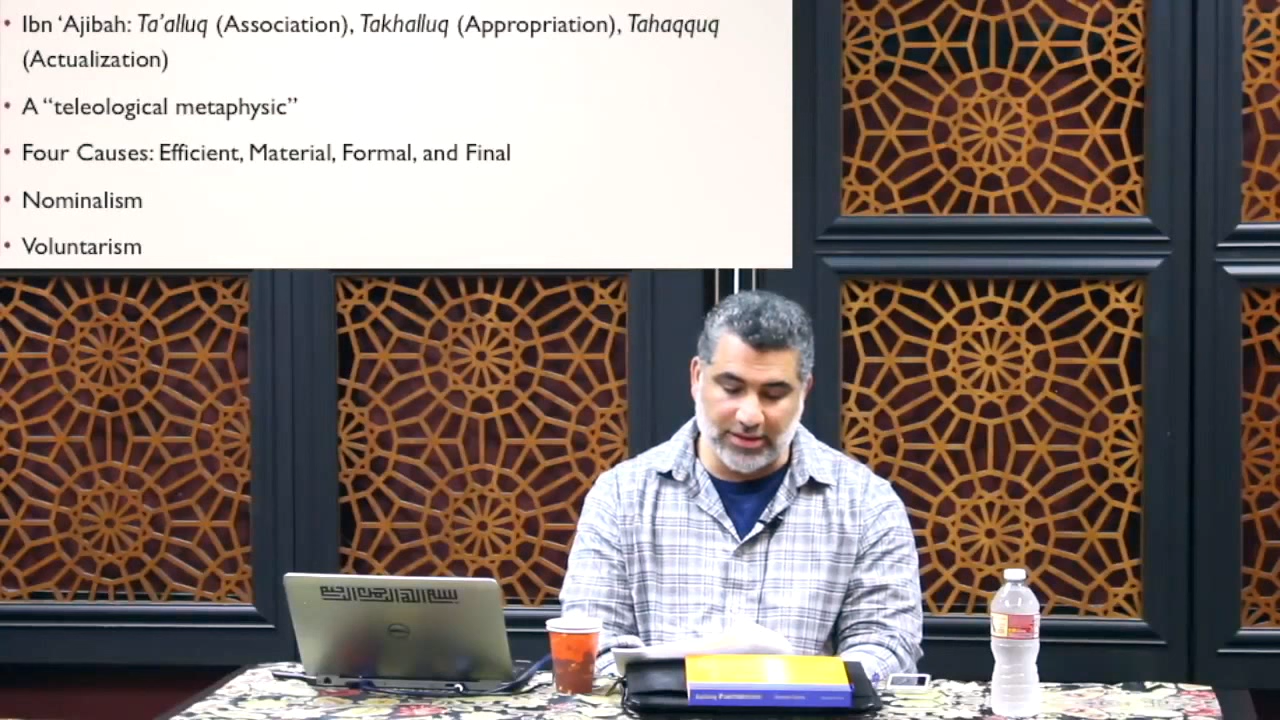 • Ibn ‘Ajibah: Ta’alluq (Association), Takhalluq (Appropriation), Tahaqquq
(Actualization)
• A “teleological metaphysic”
• Four Causes: Efficient, Material, Formal, and Final
• Nominalism
• Voluntarism
DELL